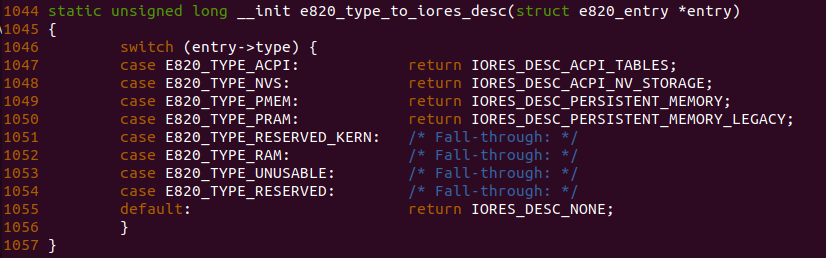 1044 static unsigned long __init e820_type_to_iores_desc(struct e820_entry *entry)
1045 {
1046         switch (entry->type) {
1047         case E820_TYPE_ACPI:            return IORES_DESC_ACPI_TABLES;
1048         case E820_TYPE_NVS:             return IORES_DESC_ACPI_NV_STORAGE;
1049         case E820_TYPE_PMEM:            return IORES_DESC_PERSISTENT_MEMORY;
1050         case E820_TYPE_PRAM:            return IORES_DESC_PERSISTENT_MEMORY_LEGACY;
1051         case E820_TYPE_RESERVED_KERN:   /* Fall-through: */
1052         case E820_TYPE_RAM:             /* Fall-through: */
1053         case E820_TYPE_UNUSABLE:        /* Fall-through: */
1054         case E820_TYPE_RESERVED:        /* Fall-through: */
1055         default:                        return IORES_DESC_NONE;
1056         }
1057 }